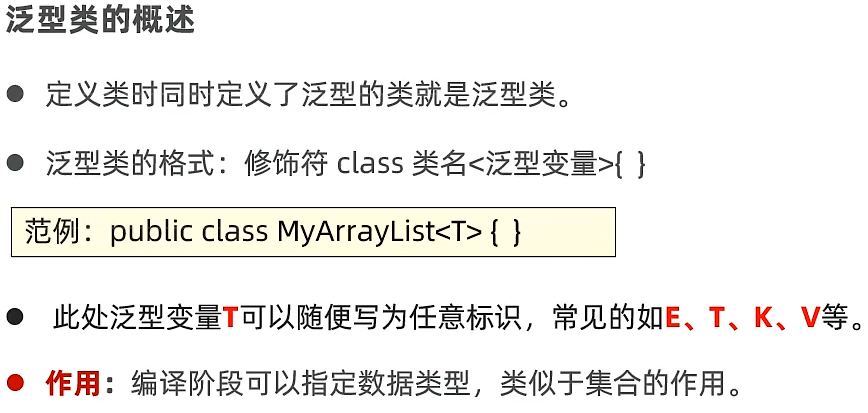 泛型类的概述
● 定义类时同时定义了泛型的类就是泛型类。
● 泛型类的格式：修饰符 class 类名<泛型变量>{ }
范例：public class MyArrayList<T> { }
● 此处泛型变量T可以随便写为任意标识，常见的如E、T、K、V等。
● 作用：编译阶段可以指定数据类型，类似于集合的作用。